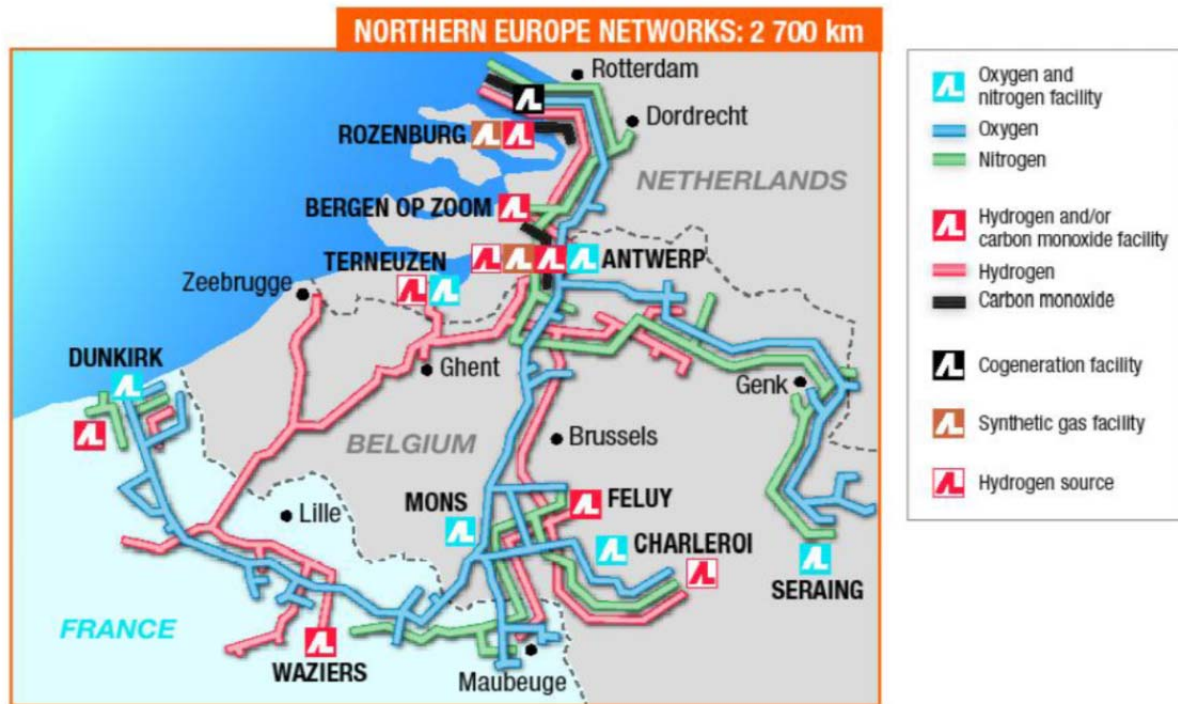 NORTHERN EUROPE NETWORKS: 2 700 km
Rotterdam
Dordrecht
ROZENBURG
NETHERLANDS
BERGEN OP ZOOM
TERNEUZEN
ANTWERP
Zeebrugge
DUNKIRK
Ghent
Genk
BELGIUM
Brussels
Lille
MONS
FELUY
CHARLEROI
SERAING
FRANCE
WAZIERS
Maubeuge
Oxygen and
nitrogen facility
Oxygen
Nitrogen
Hydrogen and/or
carbon monoxide facility
Hydrogen
Carbon monoxide
Cogeneration facility
Synthetic gas facility
Hydrogen source